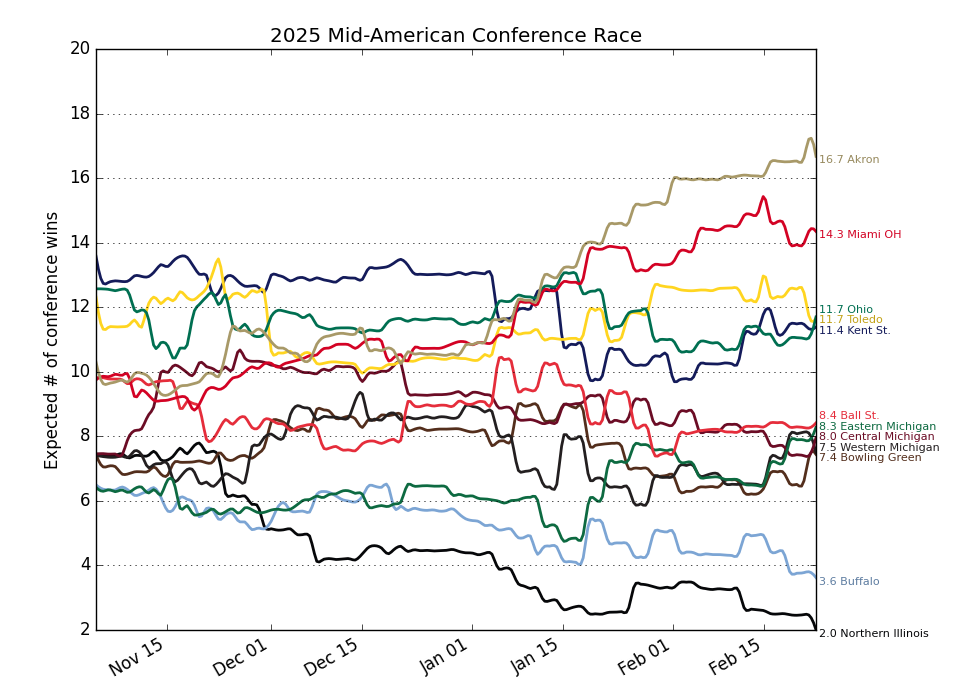 2025 Mid-American Conference Race
Expected # of conference wins
20
18
16
14
12
10
8
6
4
2
Nov 15
Dec 01
Dec 15
Jan 01
Jan 15
Feb 01
Feb 15
16.7 Akron
14.3 Miami OH
11.7 Ohio
11.7 Toledo
11.4 Kent St.
8.4 Ball St.
8.3 Eastern Michigan
8.0 Central Michigan
7.5 Western Michigan
7.4 Bowling Green
3.6 Buffalo
2.0 Northern Illinois